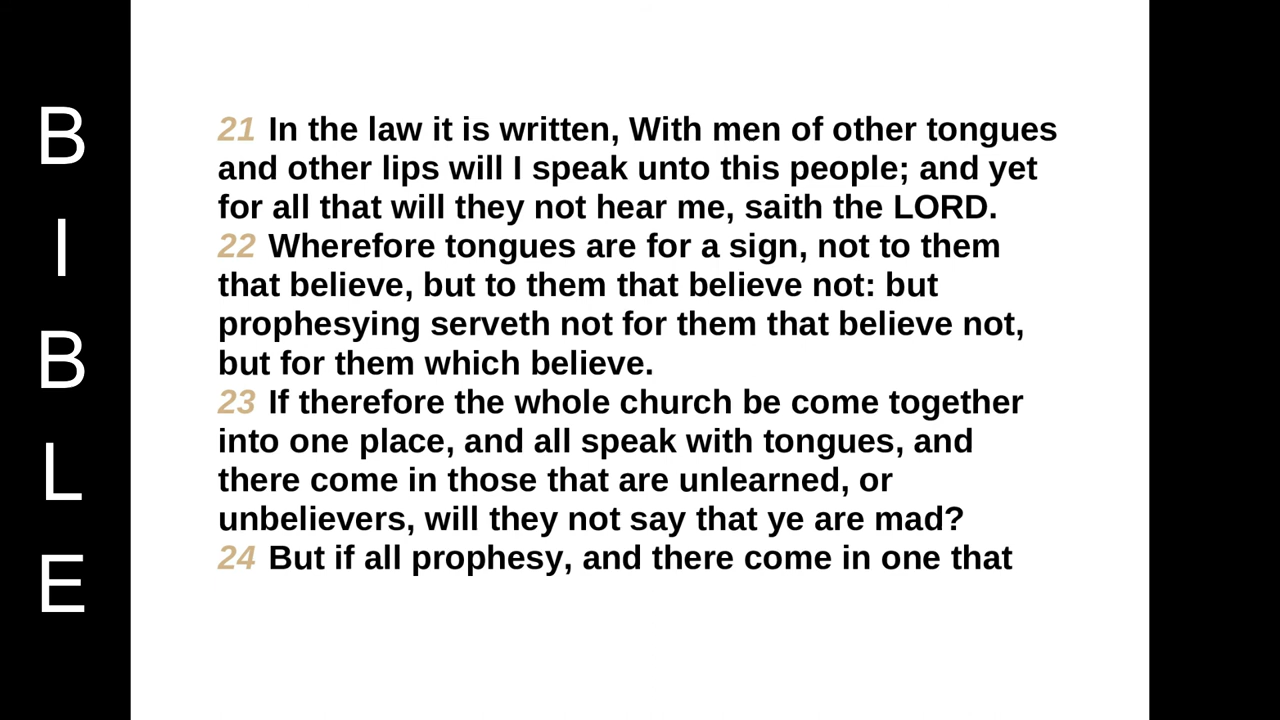 BIBLE
21 In the law it is written, With men of other tongues
and other lips will I speak unto this people; and yet
for all that will they not hear me, saith the LORD.
22 Wherefore tongues are for a sign, not to them
that believe, but to them that believe not: but
prophesying serveth not for them that believe not,
but for them which believe.
23 If therefore the whole church be come together
into one place, and all speak with tongues, and
there come in those that are unlearned, or
unbelievers, will they not say that ye are mad?
24 But if all prophesy, and there come in one that